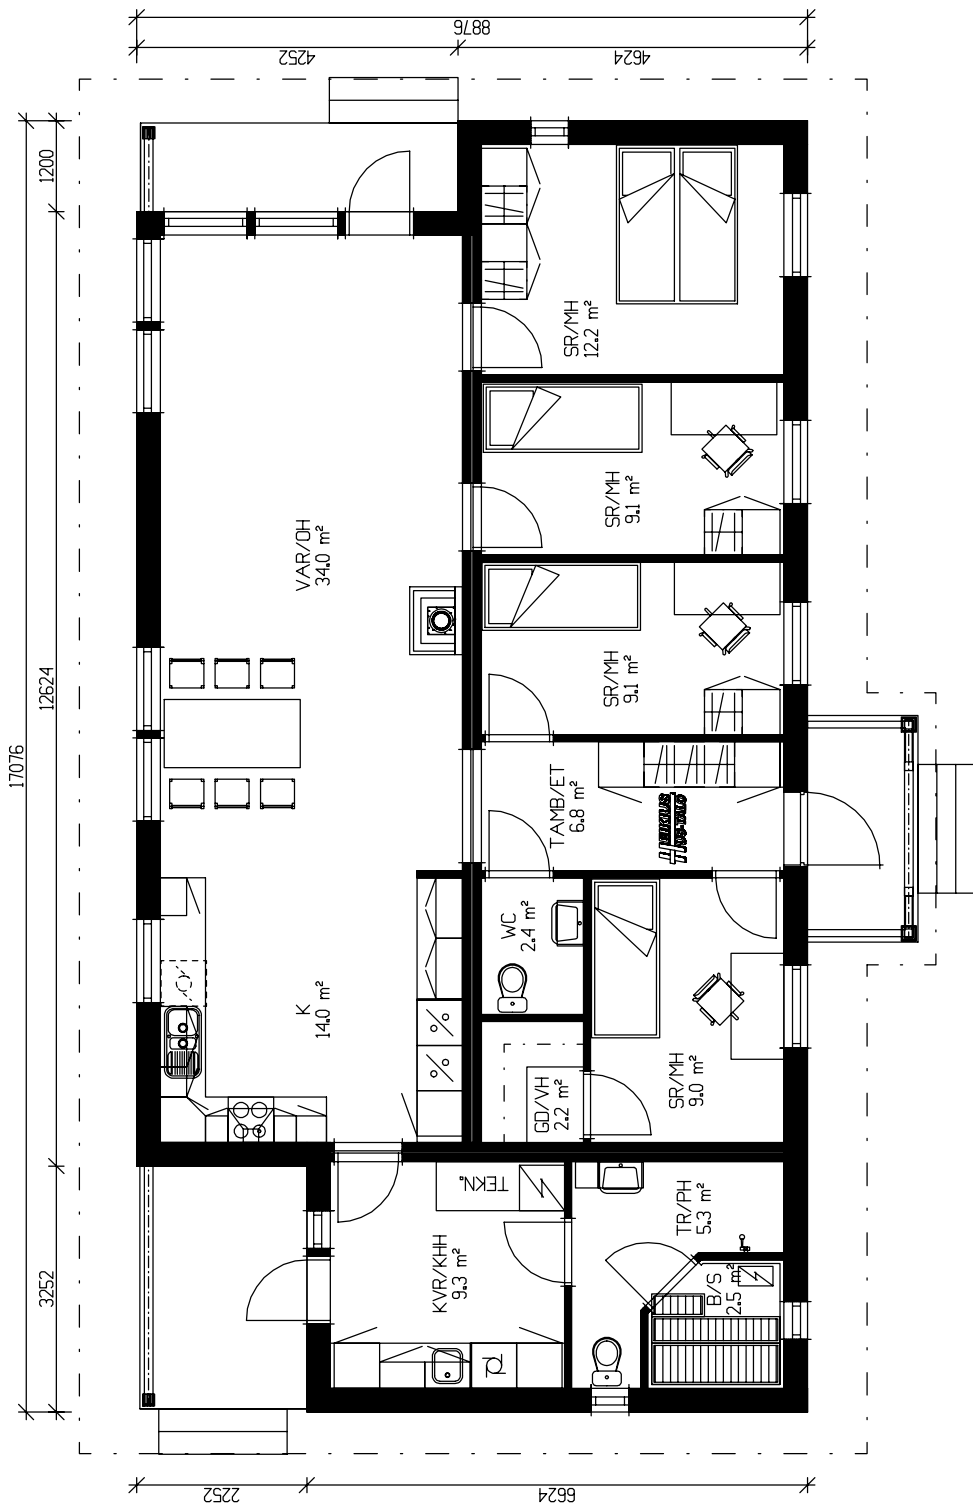 8876
4252
4624
1200
12624
17076
3252
SR/MH
12.2 m²
SR/MH
9.1 m²
VAR/OH
34.0 m²
SR/MH
9.1 m²
TAMB/ET
6.8 m²
HEIKIUS
HOS-TALO
WC
2.4 m²
K
14.0 m²
GD/VH
2.2 m²
SR/MH
9.0 m²
TEKN.
TR/PH
5.3 m²
KVR/KHH
9.3 m²
B/S
2.5 m²
2252
6624